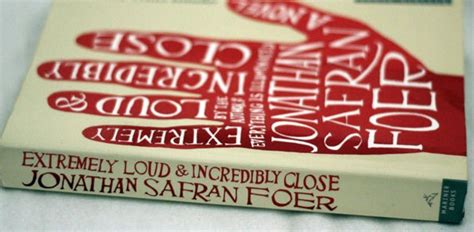 EXTREMELY
LOUD &
INCREDIBLY
CLOSE
BY THE
AUTHOR OF
EVERYTHING IS ILLUMINATED
JONATHAN
SAFRAN
FOER
A NOVEL
EXTREMELY LOUD & INCREDIBLY CLOSE
JONATHAN SAFRAN FOER
MARINER
BOOKS